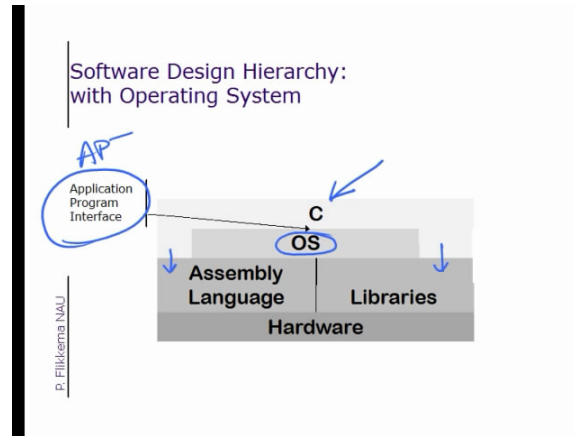 Software Design Hierarchy:
with Operating System
AP
Application
Program
Interface
C
OS
Assembly
Language
Libraries
Hardware
P. Flikkema NAU